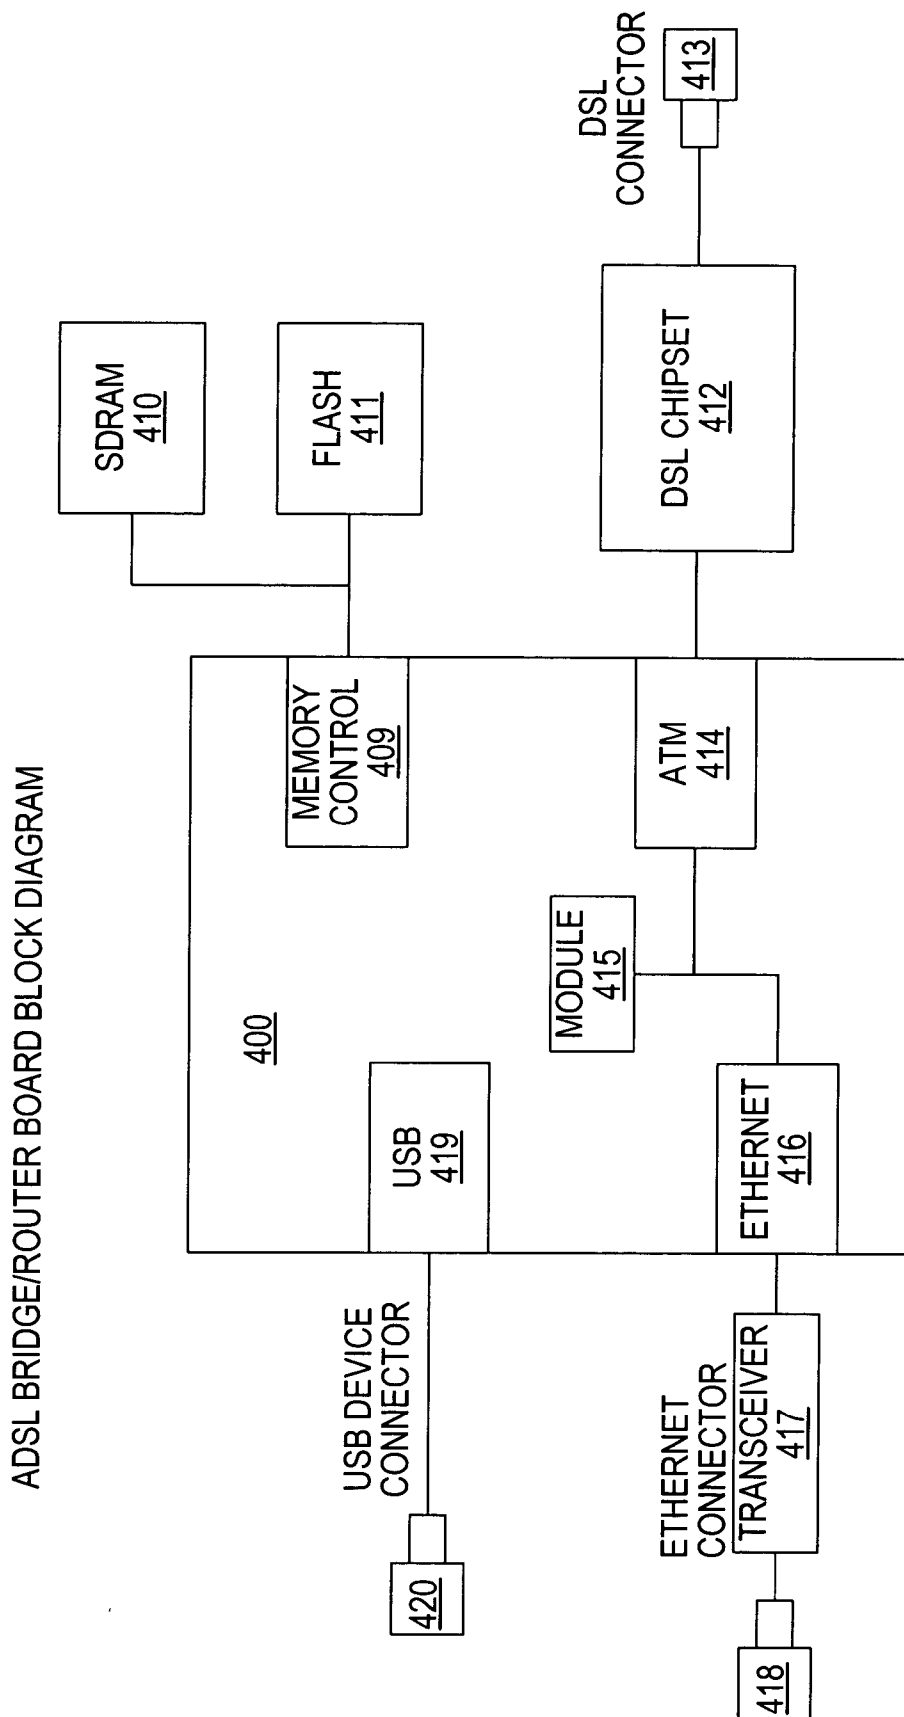 ADSL BRIDGE/ROUTER BOARD BLOCK DIAGRAM
SDRAM
410
FLASH
411
MEMORY
CONTROL
409
400
USB DEVICE
CONNECTOR
420
USB
419
DSL
CONNECTOR
413
DSL CHIPSET
412
ATM
414
MODULE
415
ETHERNET
416
ETHERNET
CONNECTOR
TRANSCEIVER
417
418